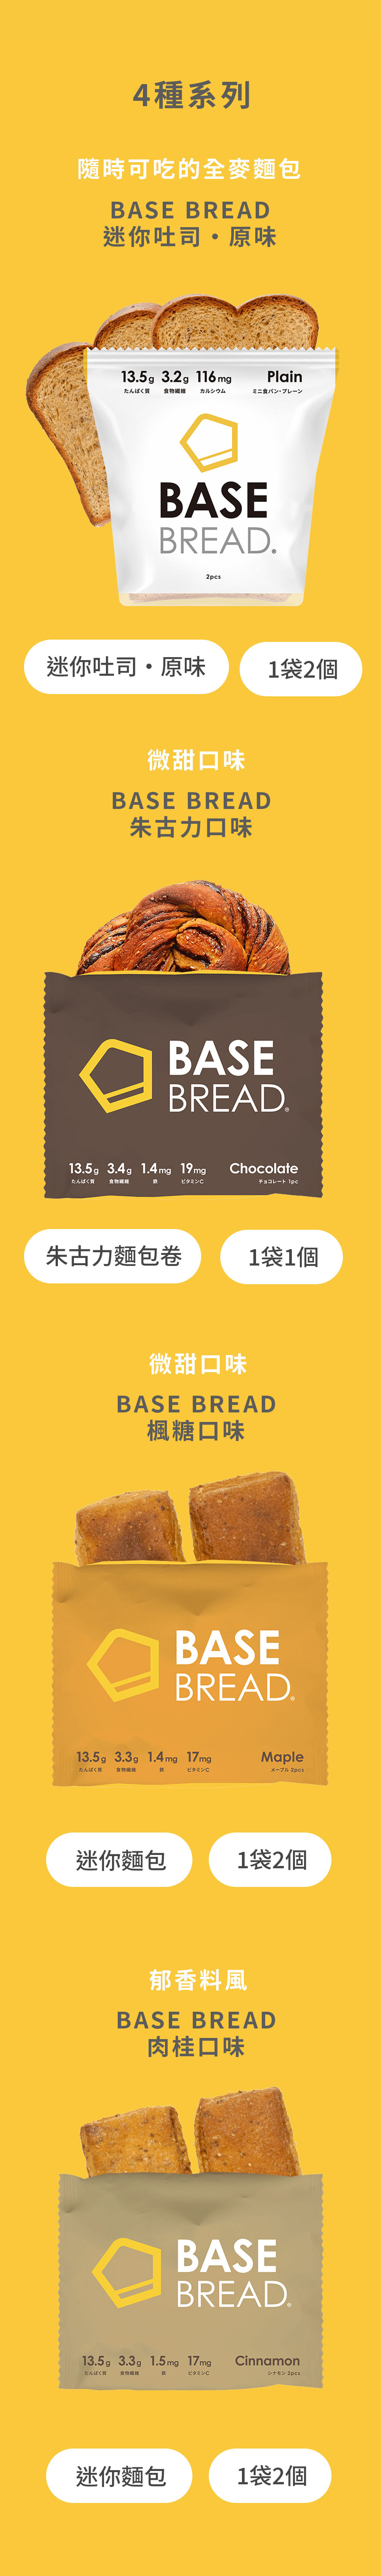 4種系列
隨時可吃的全麥麵包
BASE BREAD
迷你吐司・原味
13.5g 3.2g 116mg Plain
たんぱく質 食物繊維 カルシウム ミニ食パン・プレーン
BASE
BREAD.
2pcs
迷你吐司・原味 1袋2個
微甜口味
BASE BREAD
朱古力口味
BASE
BREAD®
13.5g 3.4g 1.4mg 19mg Chocolate
たんぱく質 食物繊維 鉄 ビタミンC チョコレート 1pc
朱古力麵包卷 1袋1個
微甜口味
BASE BREAD
楓糖口味
BASE
BREAD®
13.5g 3.3g 1.4mg 17mg Maple
たんぱく質 食物繊維 鉄 ビタミンC メープル 2pcs
迷你麵包 1袋2個
郁香料風
BASE BREAD
肉桂口味
BASE
BREAD®
13.5g 3.3g 1.5mg 17mg Cinnamon
たんぱく質 食物繊維 鉄 ビタミンC シナモン 2pcs
迷你麵包 1袋2個